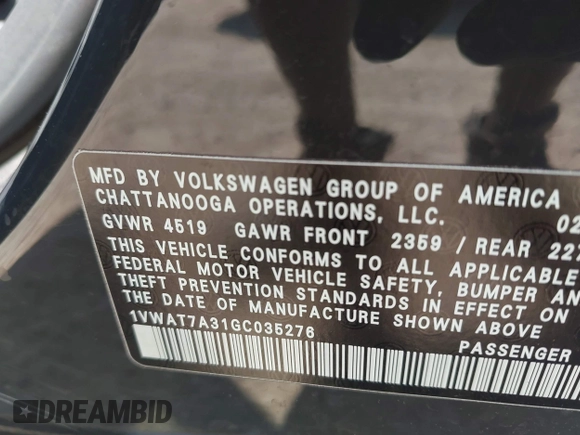 MFD BY VOLKSWAGEN GROUP OF AMERICA
CHATTANOOGA OPERATIONS, LLC. 02
GVWR 4519 GAWR FRONT 2359 / REAR 227
THIS VEHICLE CONFORMS TO ALL APPLICABLE
FEDERAL MOTOR VEHICLE SAFETY, BUMPER AN
THEFT PREVENTION STANDARDS IN EFFECT ON
THE DATE OF MANUFACTURE SHOWN ABOVE.
1VWAT7A31GC035276 PASSENGER
DREAMBID